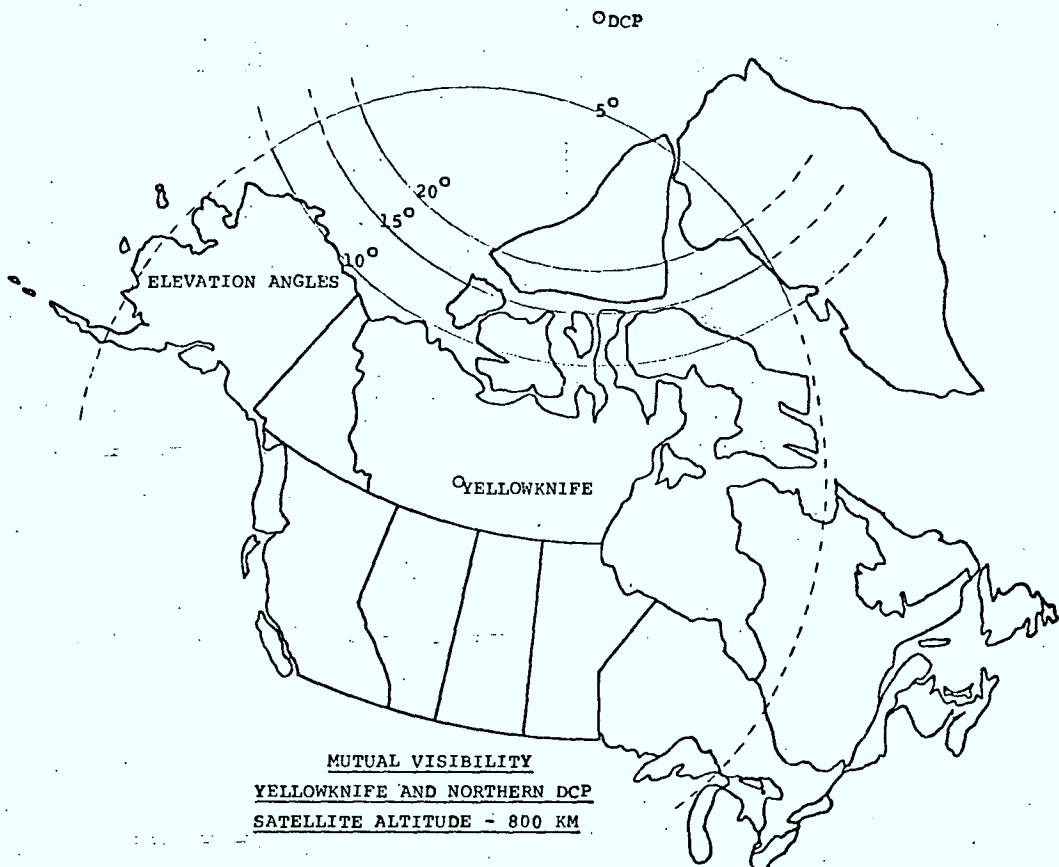 DCP
5°
20°
15°
10°
ELEVATION ANGLES
YELLOWKNIFE
MUTUAL VISIBILITY
YELLOWKNIFE AND NORTHERN DCP
SATELLITE ALTITUDE - 800 KM